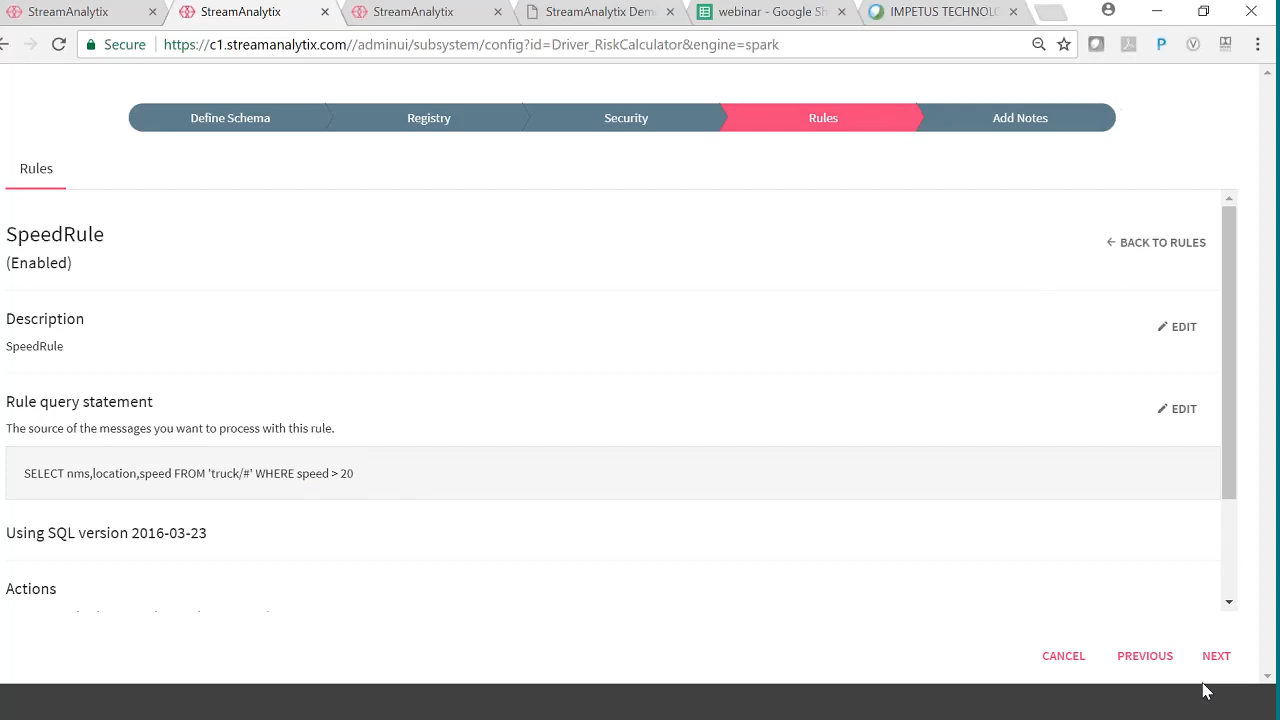 StreamAnalytix
StreamAnalytix
StreamAnalytix
StreamAnalytix Dem
webinar - Google Sh
IMPETUS TECHNOL
Secure
https://c1.streamanalytix.com//adminui/subsystem/config?id=Driver_RiskCalculator&engine=spark
Define Schema
Registry
Security
Rules
Add Notes
Rules
SpeedRule
← BACK TO RULES
(Enabled)
Description
EDIT
SpeedRule
Rule query statement
EDIT
The source of the messages you want to process with this rule.
SELECT nms,location,speed FROM 'truck/#' WHERE speed > 20
Using SQL version 2016-03-23
Actions
CANCEL
PREVIOUS
NEXT